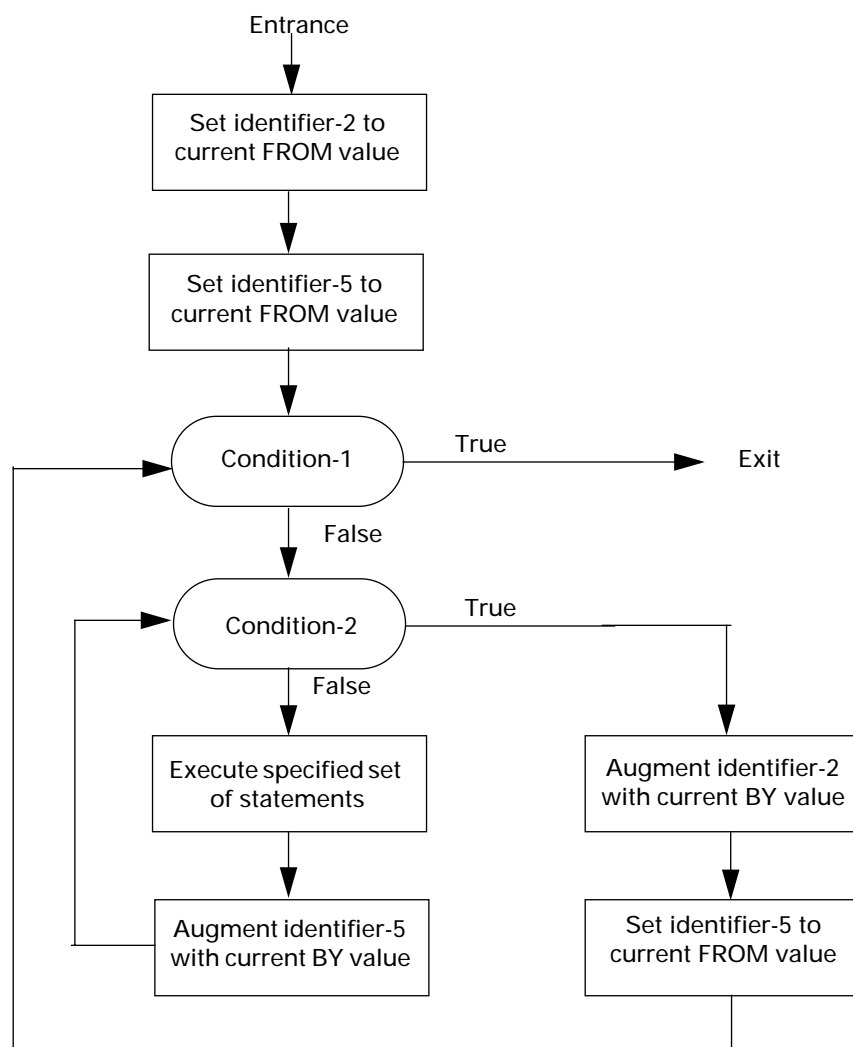 Entrance
Set identifier-2 to
current FROM value
Set identifier-5 to
current FROM value
Condition-1
True
Exit
False
Condition-2
True
False
Execute specified set
of statements
Augment identifier-2
with current BY value
Augment identifier-5
with current BY value
Set identifier-5 to
current FROM value